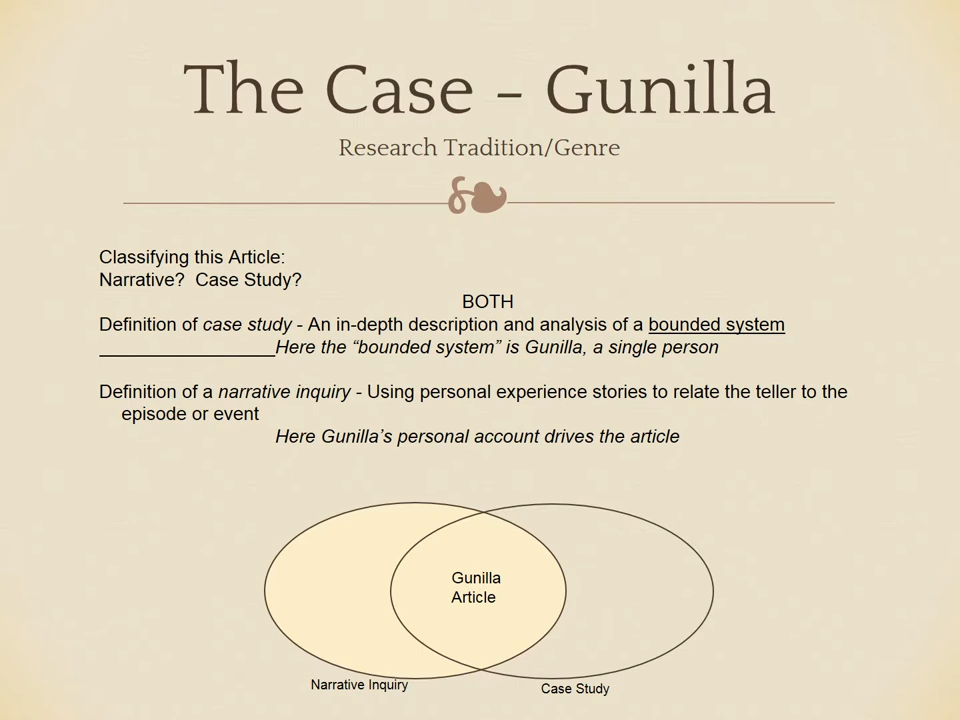 The Case – Gunilla
Research Tradition/Genre
Classifying this Article:
Narrative?  Case Study?
BOTH
Definition of case study - An in-depth description and analysis of a bounded system
Here the “bounded system” is Gunilla, a single person
Definition of a narrative inquiry - Using personal experience stories to relate the teller to the
episode or event
Here Gunilla’s personal account drives the article
Gunilla
Article
Narrative Inquiry
Case Study